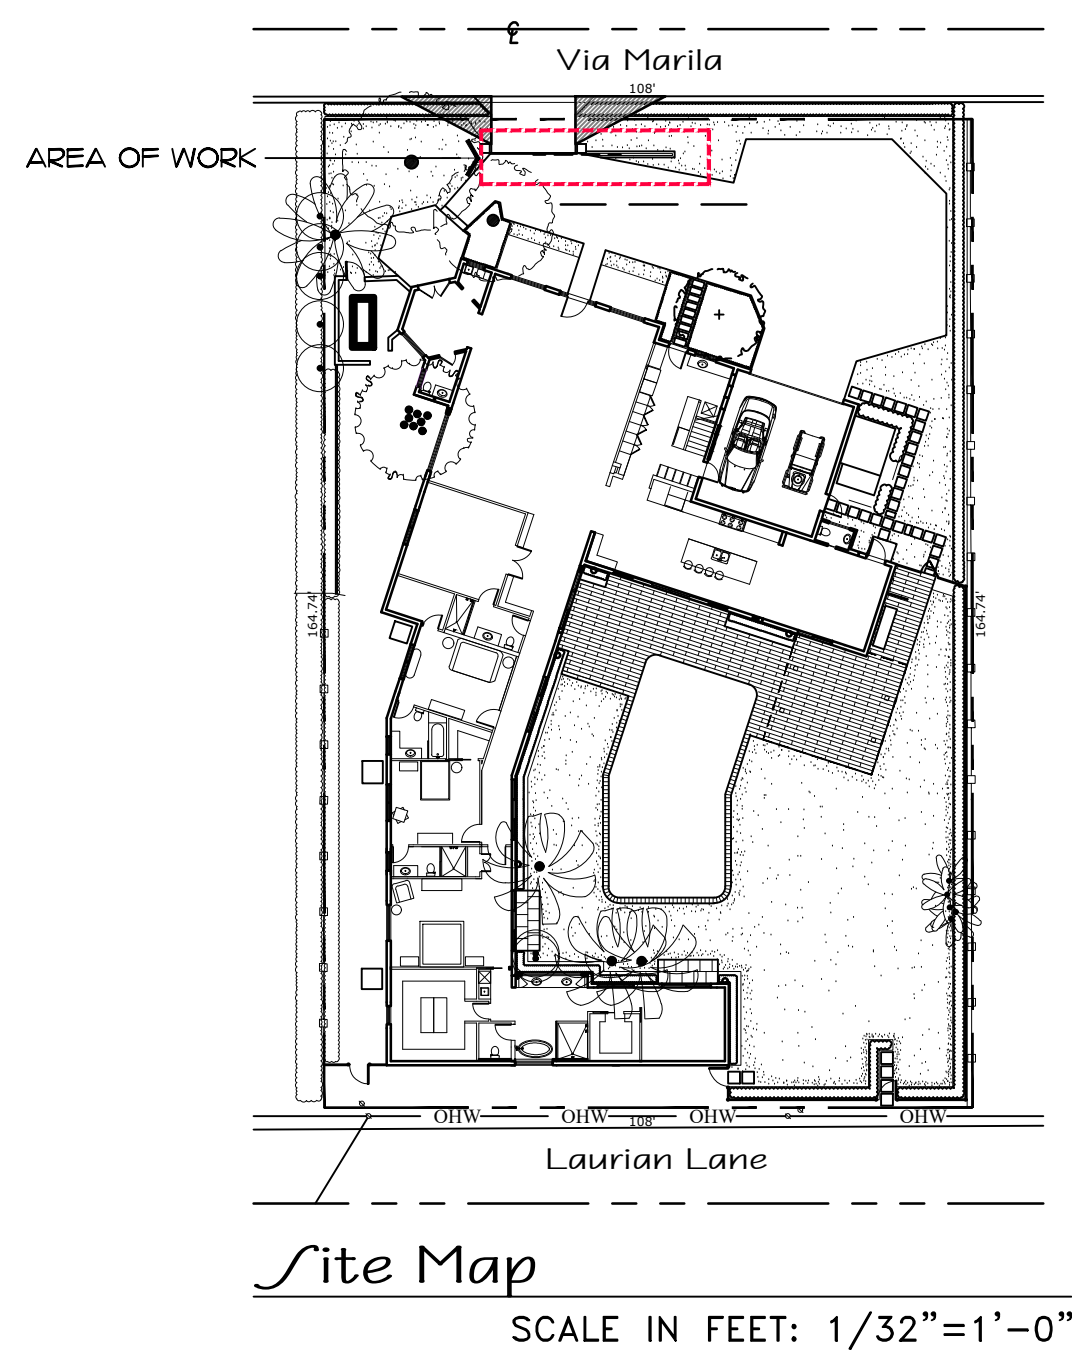 ℄
Via Marila
108'
AREA OF WORK
164.74'
164.74'
OHW OHW OHW OHW
108'
Laurian Lane
Site Map
SCALE IN FEET: 1/32"=1'-0"